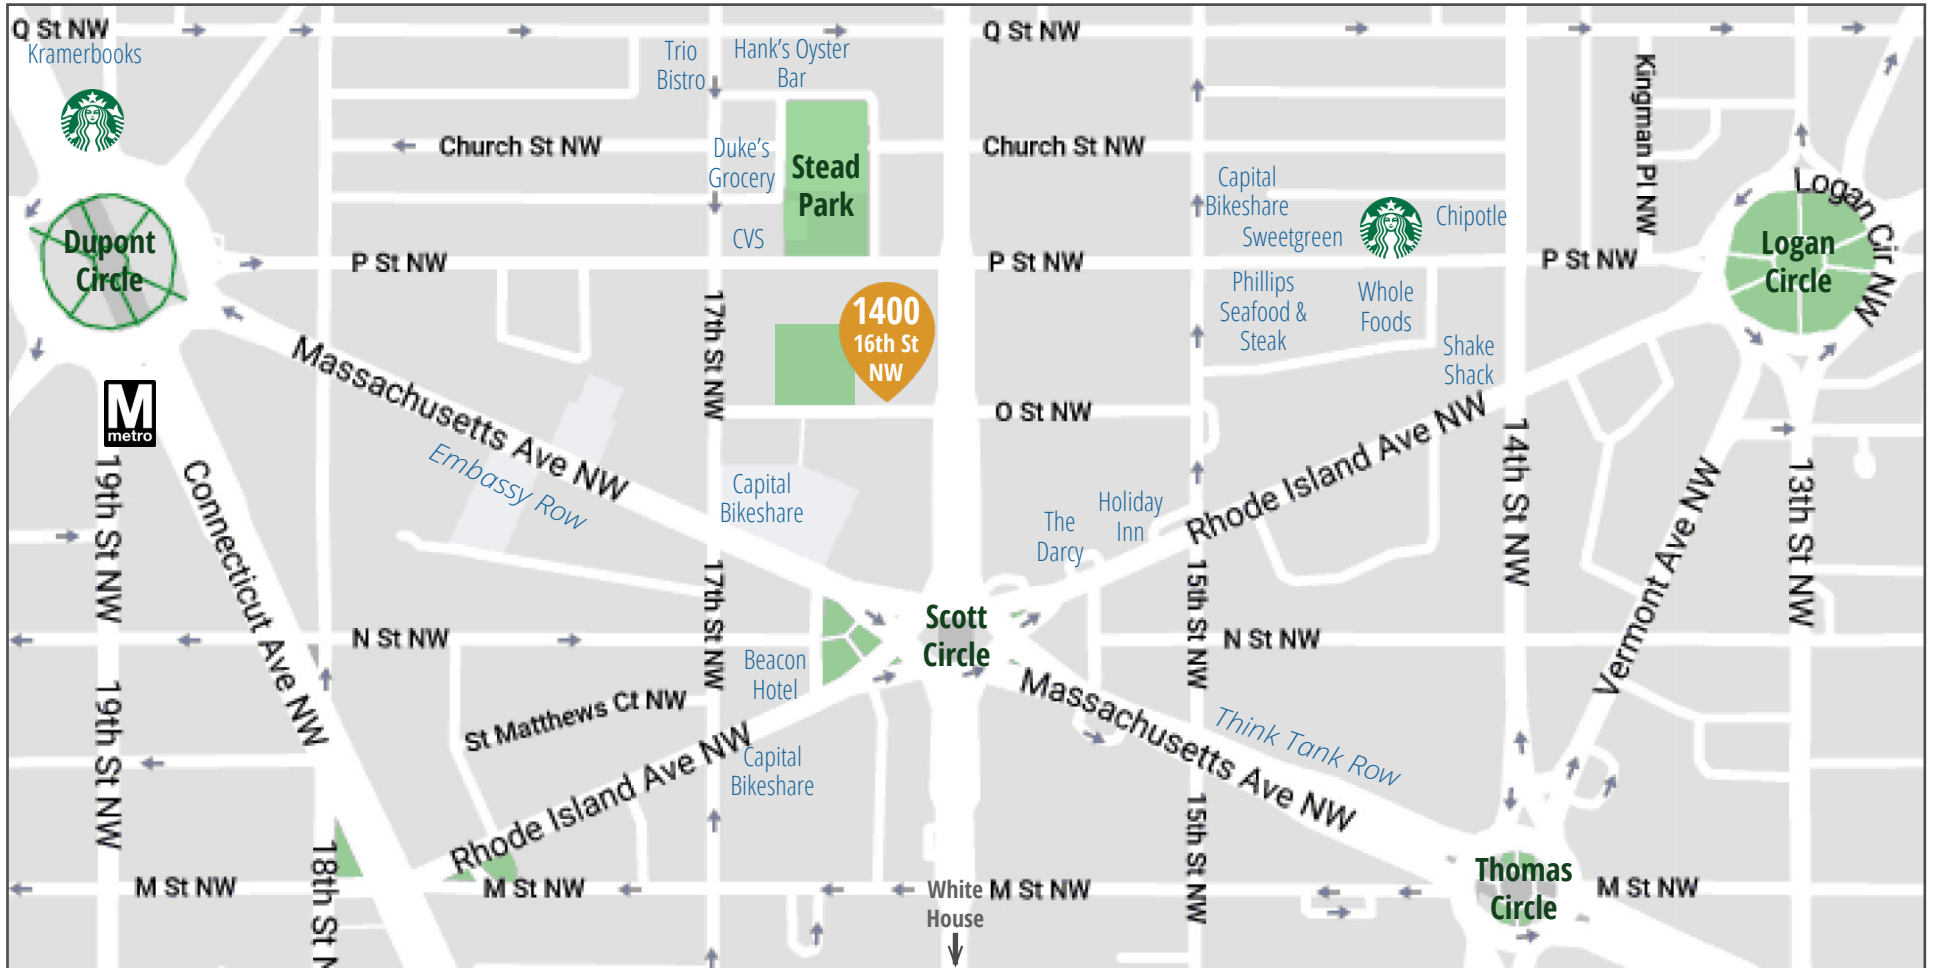 Q St NW
Q St NW
Kramerbooks
Trio
Bistro
Hank's Oyster
Bar
Kingman Pl NW
Church St NW
Church St NW
Duke's
Grocery
Stead
Park
CVS
Capital
Bikeshare
Sweetgreen
Chipotle
Logan Cir NW
Dupont
Circle
Logan
Circle
P St NW
P St NW
P St NW
17th St NW
1400
16th St
NW
Phillips
Seafood &
Steak
Whole
Foods
Shake
Shack
Massachusetts Ave NW
Embassy Row
M
metro
O St NW
Rhode Island Ave NW
14th St NW
19th St NW
Connecticut Ave NW
Capital
Bikeshare
The
Darcy
Holiday
Inn
Vermont Ave NW
13th St NW
17th St NW
15th St NW
Scott
Circle
N St NW
N St NW
Beacon
Hotel
St Matthews Ct NW
19th St NW
Massachusetts Ave NW
Think Tank Row
Rhode Island Ave NW
Capital
Bikeshare
15th St NW
18th St N
Thomas
Circle
M St NW
M St NW
White
House
M St NW
M St NW